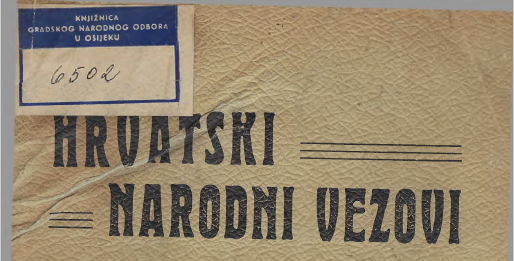 KNJIŽNICA
GRADSKOG NARODNOG ODBORA
U OSIJEKU
6502
HRVATSKI
NARODNI VEZOVI